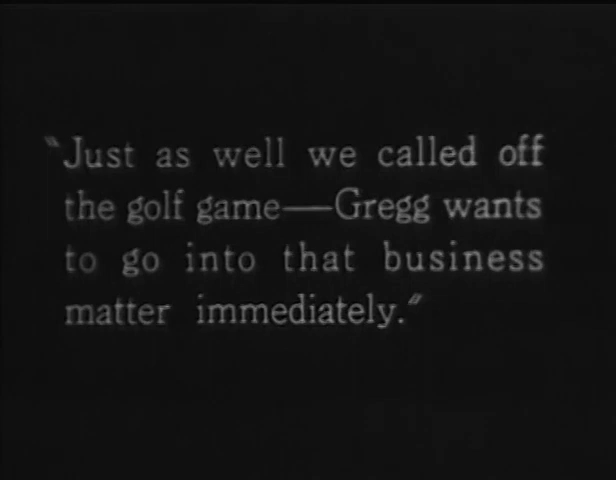 "Just as well we called off
the golf game—Gregg wants
to go into that business
matter immediately."